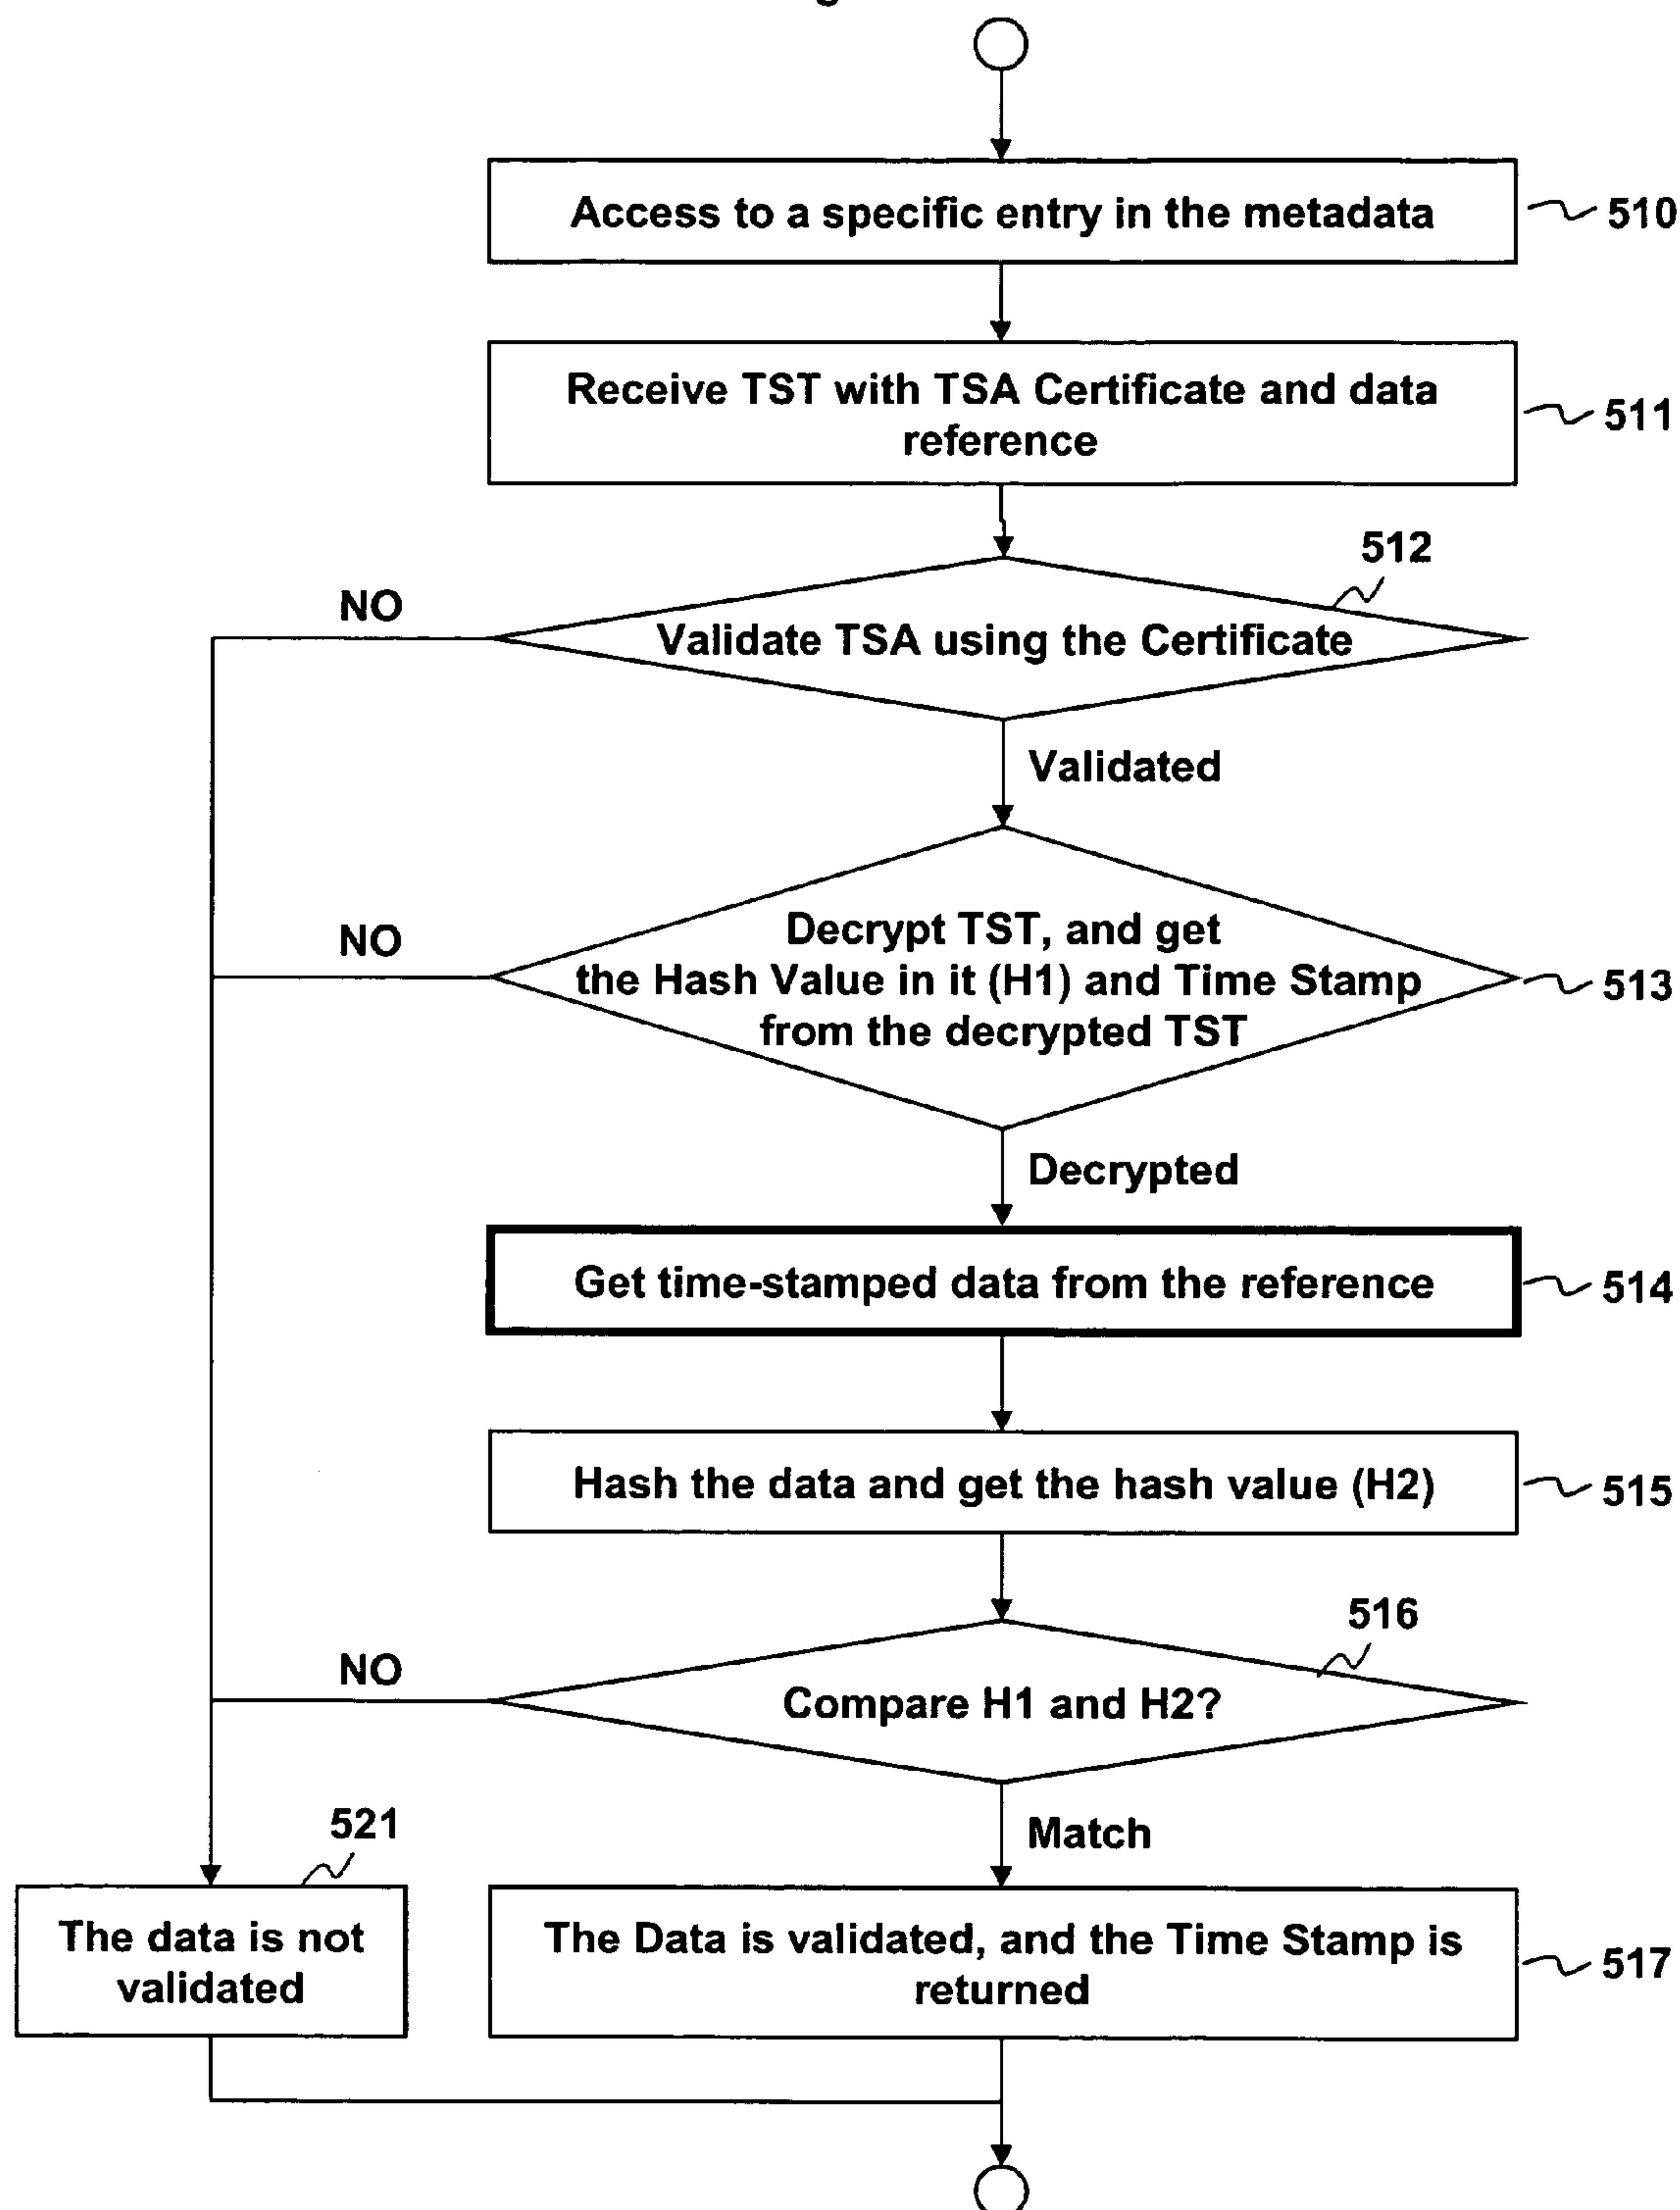 Access to a specific entry in the metadata
510
Receive TST with TSA Certificate and data
reference
511
512
NO
Validate TSA using the Certificate
Validated
NO
Decrypt TST, and get
the Hash Value in it (H1) and Time Stamp
from the decrypted TST
513
Decrypted
Get time-stamped data from the reference
514
Hash the data and get the hash value (H2)
515
516
NO
Compare H1 and H2?
Match
521
The data is not
validated
The Data is validated, and the Time Stamp is
returned
517